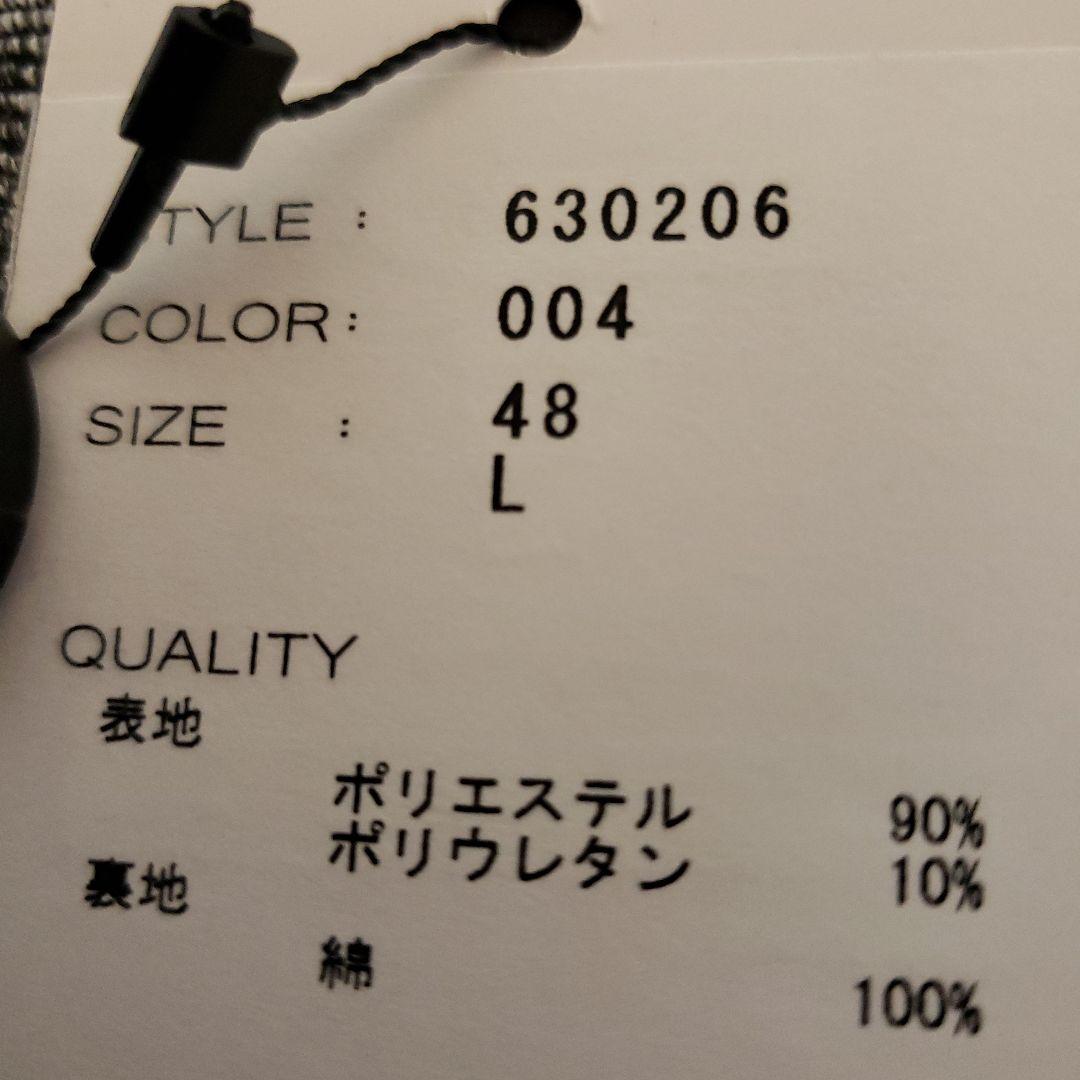 STYLE : 630206
COLOR : 004
SIZE : 48
L
QUALITY
表地
ポリエステル 90%
ポリウレタン 10%
裏地
綿 100%